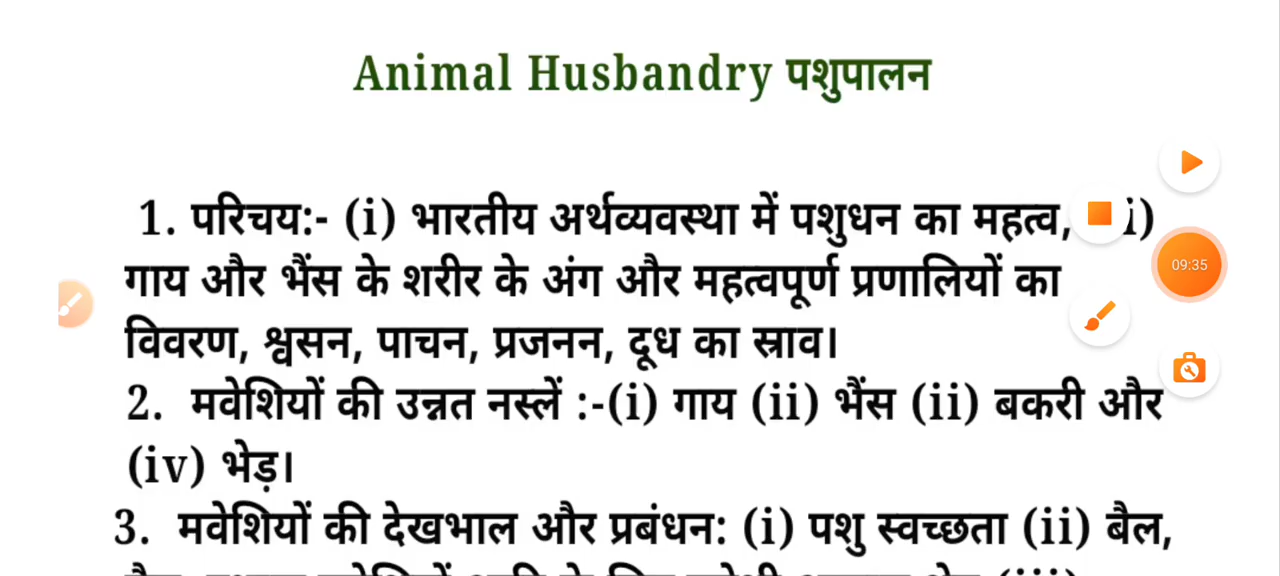 Animal Husbandry पशुपालन
1. परिचय:- (i) भारतीय अर्थव्यवस्था में पशुधन का महत्व, i)
गाय और भैंस के शरीर के अंग और महत्वपूर्ण प्रणालियों का
विवरण, श्वसन, पाचन, प्रजनन, दूध का स्राव।
2. मवेशियों की उन्नत नस्लें :-(i) गाय (ii) भैंस (ii) बकरी और
(iv) भेड़।
3. मवेशियों की देखभाल और प्रबंधन: (i) पशु स्वच्छता (ii) बैल,
09:35